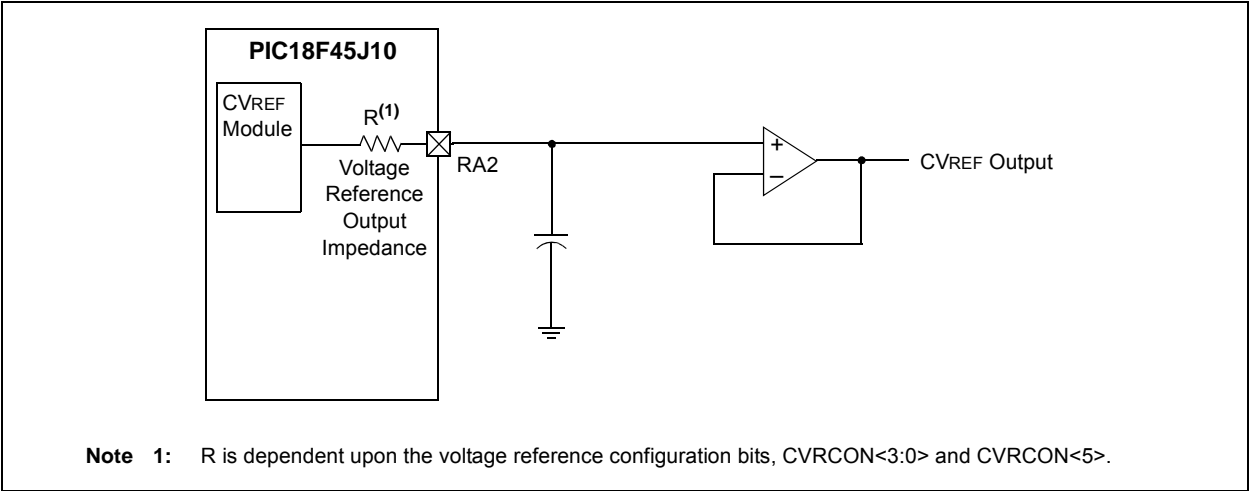 PIC18F45J10
CVREF
Module
R(1)
Voltage
Reference
Output
Impedance
RA2
+
–
CVREF Output
Note 1: R is dependent upon the voltage reference configuration bits, CVRCON<3:0> and CVRCON<5>.